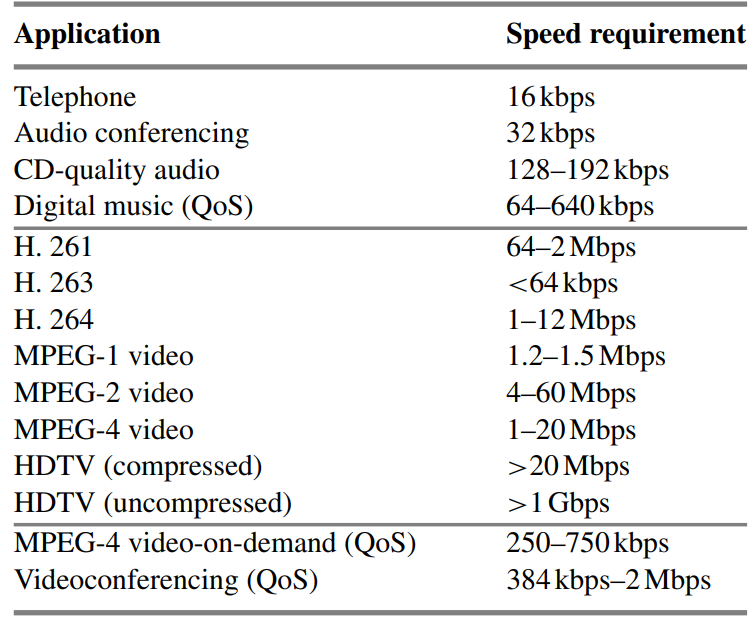 Application Speed requirement
Telephone 16 kbps
Audio conferencing 32 kbps
CD-quality audio 128–192 kbps
Digital music (QoS) 64–640 kbps
H. 261 64–2 Mbps
H. 263 <64 kbps
H. 264 1–12 Mbps
MPEG-1 video 1.2–1.5 Mbps
MPEG-2 video 4–60 Mbps
MPEG-4 video 1–20 Mbps
HDTV (compressed) >20 Mbps
HDTV (uncompressed) >1 Gbps
MPEG-4 video-on-demand (QoS) 250–750 kbps
Videoconferencing (QoS) 384 kbps–2 Mbps